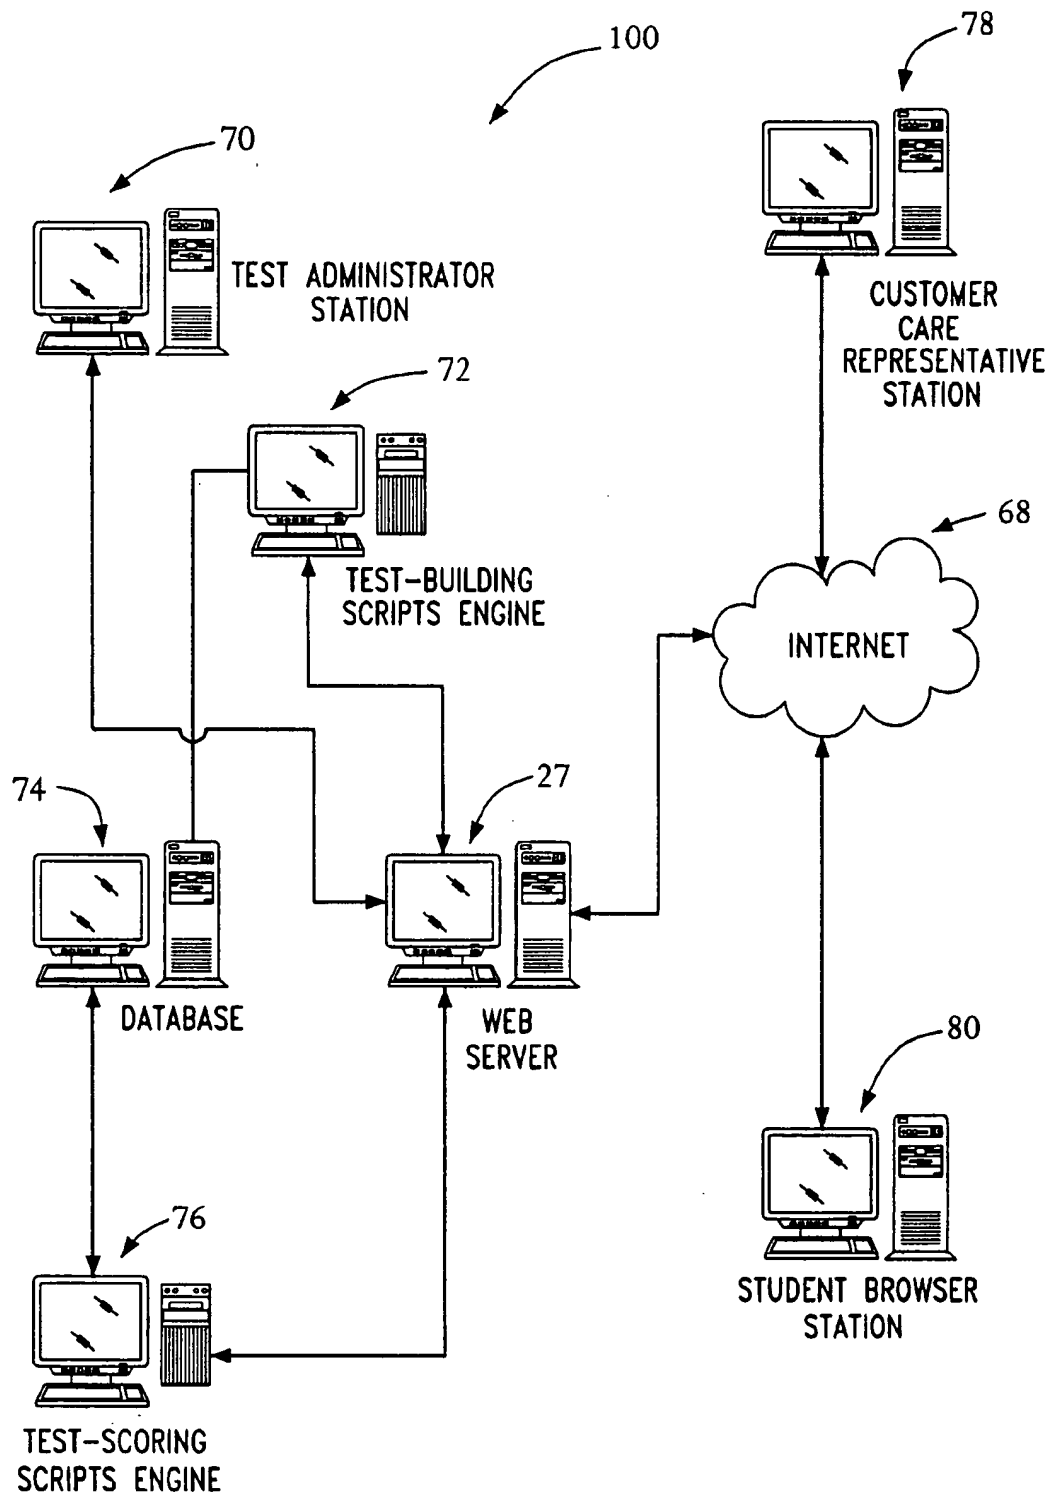 100
78
70
TEST ADMINISTRATOR
STATION
CUSTOMER
CARE
REPRESENTATIVE
STATION
72
68
TEST-BUILDING
SCRIPTS ENGINE
INTERNET
74
27
DATABASE
WEB
SERVER
80
76
STUDENT BROWSER
STATION
TEST-SCORING
SCRIPTS ENGINE